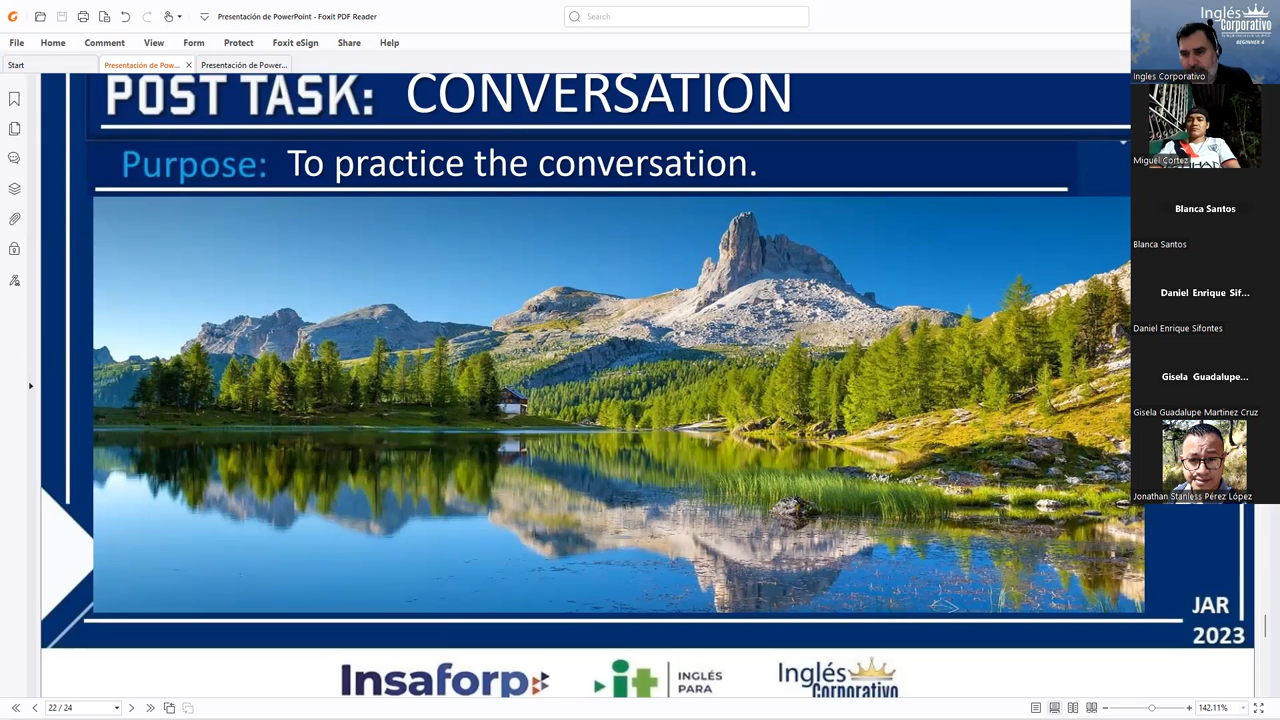 Presentación de PowerPoint - Foxit PDF Reader
Search
File Home Comment View Form Protect Foxit eSign Share Help
Start
Presentación de Pow...
Presentación de Power...
POST TASK: CONVERSATION
Purpose: To practice the conversation.
JAR
2023
Insaforp
it
INGLÉS
PARA
Inglés
Corporativo
22 / 24
142.11%
Inglés
Corporativo
BEGINNER 4
Ingles Corporativo
Miguel Cortez
Blanca Santos
Blanca Santos
Daniel Enrique Sif...
Daniel Enrique Sifontes
Gisela Guadalupe...
Gisela Guadalupe Martinez Cruz
Jonathan Stanless Pérez López